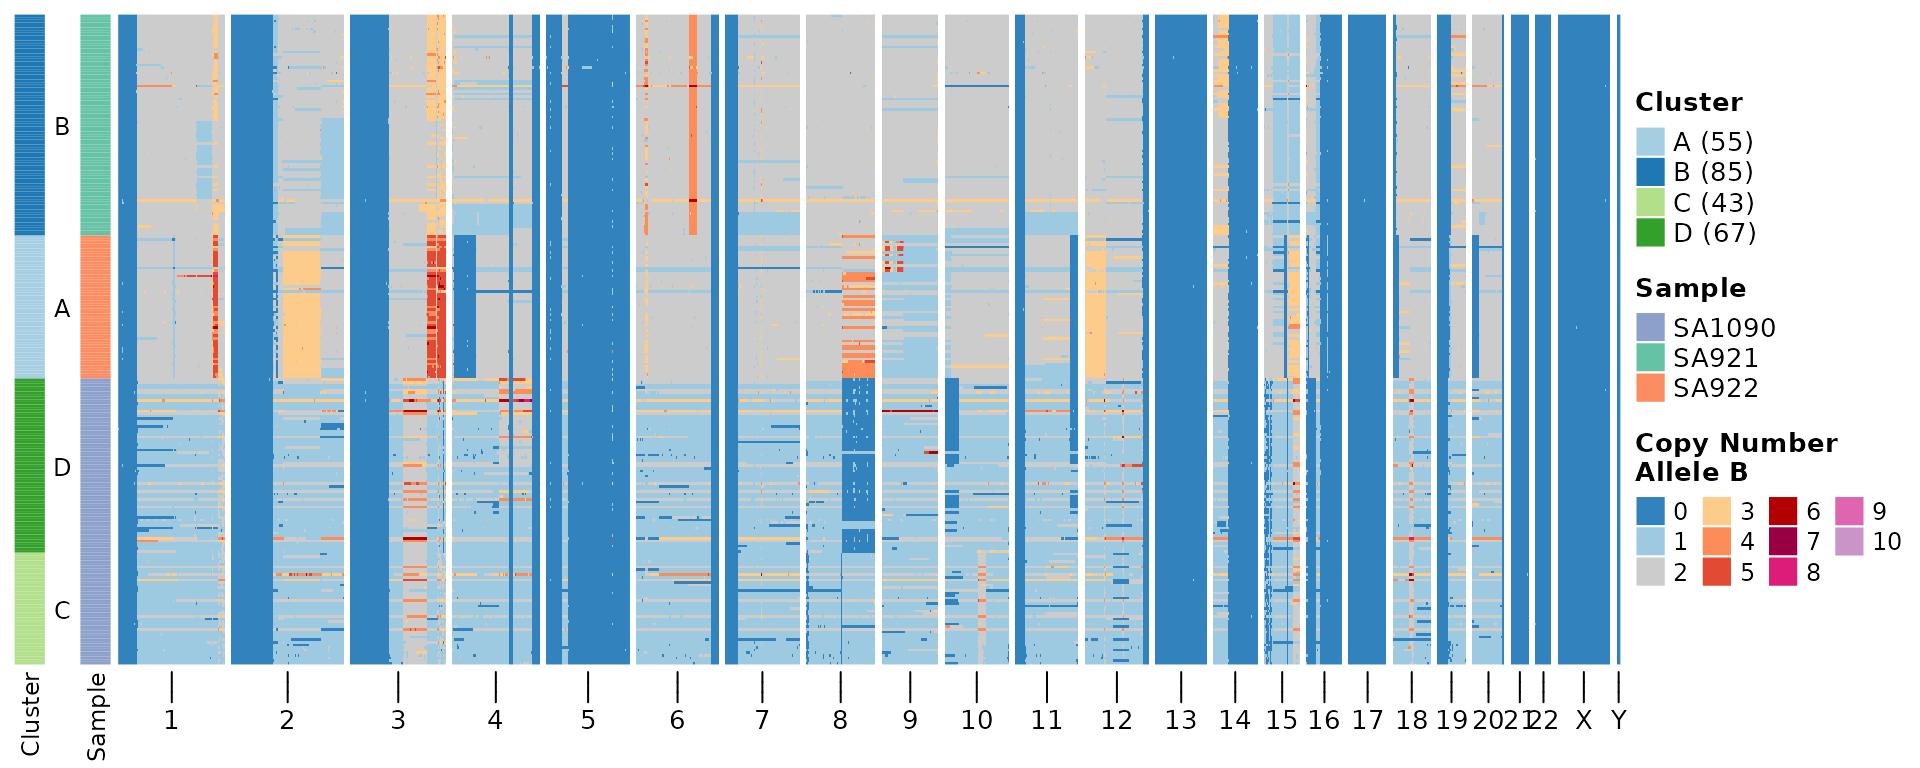 B
A
D
C
Cluster
Sample
1 2 3 4 5 6 7 8 9 10 11 12 13 14 15 16 17 18 19 20 21 22 X Y
Cluster
A (55)
B (85)
C (43)
D (67)
Sample
SA1090
SA921
SA922
Copy Number
Allele B
0 3 6 9
1 4 7 10
2 5 8